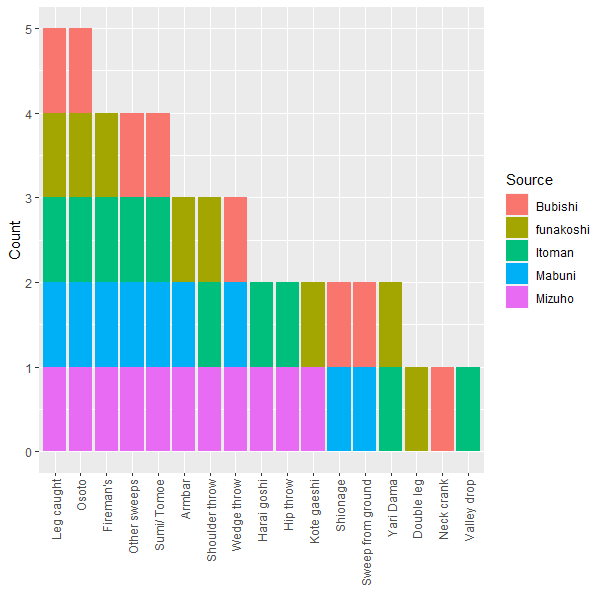 5
4
3
2
1
0
Count
Leg caught
Osoto
Fireman's
Other sweeps
Sumi/ Tomoe
Armbar
Shoulder throw
Wedge throw
Harai goshi
Hip throw
Kote gaeshi
Shionage
Sweep from ground
Yari Dama
Double leg
Neck crank
Valley drop
Source
Bubishi
funakoshi
Itoman
Mabuni
Mizuho